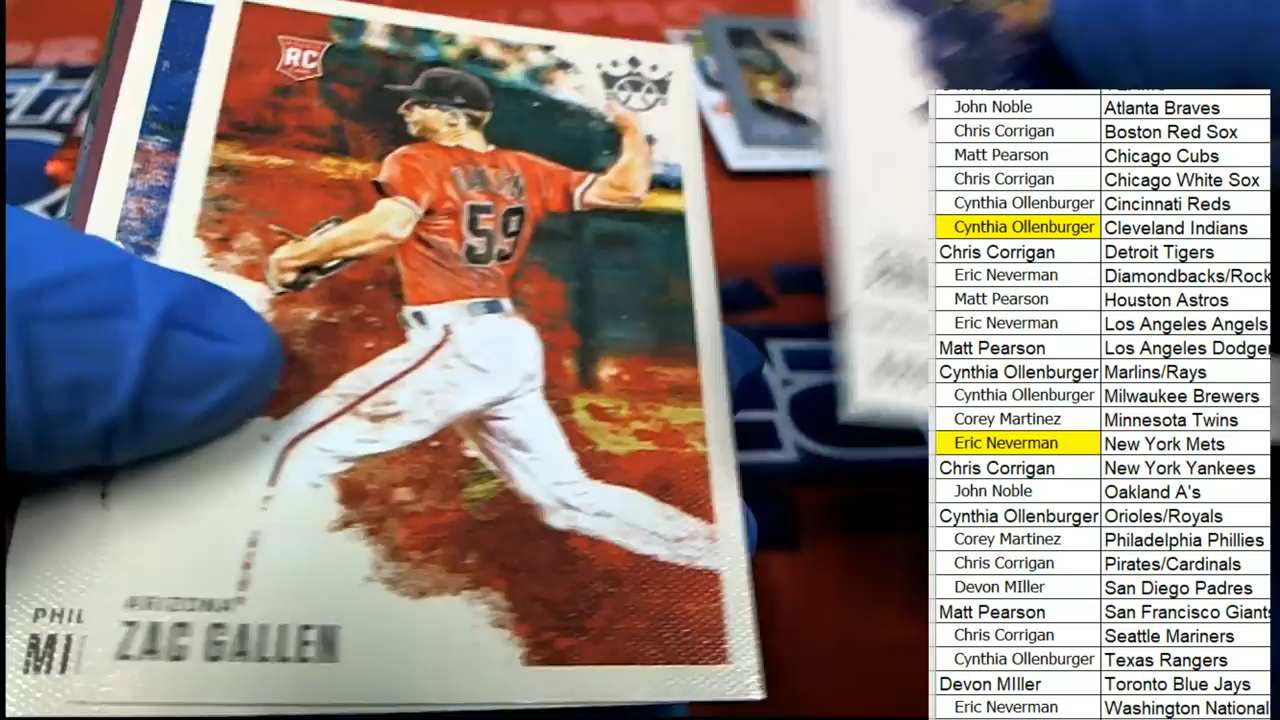 RC
59
ARIZONA
ZAC GALLEN
PHIL
MI
John Noble Atlanta Braves
Chris Corrigan Boston Red Sox
Matt Pearson Chicago Cubs
Chris Corrigan Chicago White Sox
Cynthia Ollenburger Cincinnati Reds
Cynthia Ollenburger Cleveland Indians
Chris Corrigan Detroit Tigers
Eric Neverman Diamondbacks/Rock
Matt Pearson Houston Astros
Eric Neverman Los Angeles Angels
Matt Pearson Los Angeles Dodger
Cynthia Ollenburger Marlins/Rays
Cynthia Ollenburger Milwaukee Brewers
Corey Martinez Minnesota Twins
Eric Neverman New York Mets
Chris Corrigan New York Yankees
John Noble Oakland A's
Cynthia Ollenburger Orioles/Royals
Corey Martinez Philadelphia Phillies
Chris Corrigan Pirates/Cardinals
Devon MIller San Diego Padres
Matt Pearson San Francisco Giants
Chris Corrigan Seattle Mariners
Cynthia Ollenburger Texas Rangers
Devon MIller Toronto Blue Jays
Eric Neverman Washington National